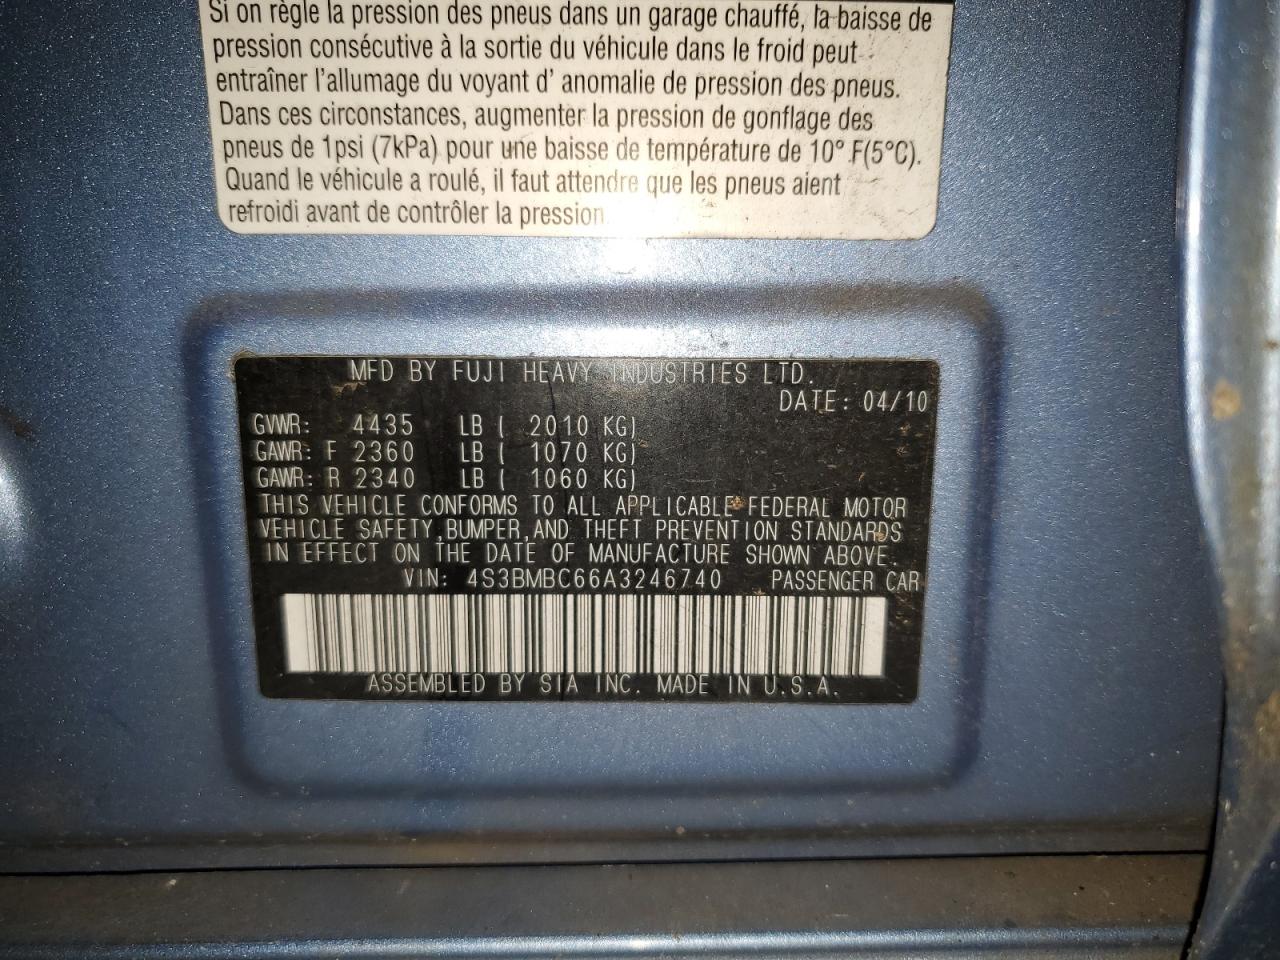 Si on règle la pression des pneus dans un garage chauffé, la baisse de
pression consécutive à la sortie du véhicule dans le froid peut
entraîner l'allumage du voyant d' anomalie de pression des pneus.
Dans ces circonstances, augmenter la pression de gonflage des
pneus de 1psi (7kPa) pour une baisse de température de 10° F(5°C).
Quand le véhicule a roulé, il faut attendre que les pneus aient
refroidi avant de contrôler la pression.
MFD BY FUJI HEAVY INDUSTRIES LTD.
DATE: 04/10
GVWR: 4435 LB ( 2010 KG)
GAWR: F 2360 LB ( 1070 KG)
GAWR: R 2340 LB ( 1060 KG)
THIS VEHICLE CONFORMS TO ALL APPLICABLE FEDERAL MOTOR
VEHICLE SAFETY,BUMPER,AND THEFT PREVENTION STANDARDS
IN EFFECT ON THE DATE OF MANUFACTURE SHOWN ABOVE.
VIN: 4S3BMBC66A3246740 PASSENGER CAR
ASSEMBLED BY SIA INC. MADE IN U.S.A.